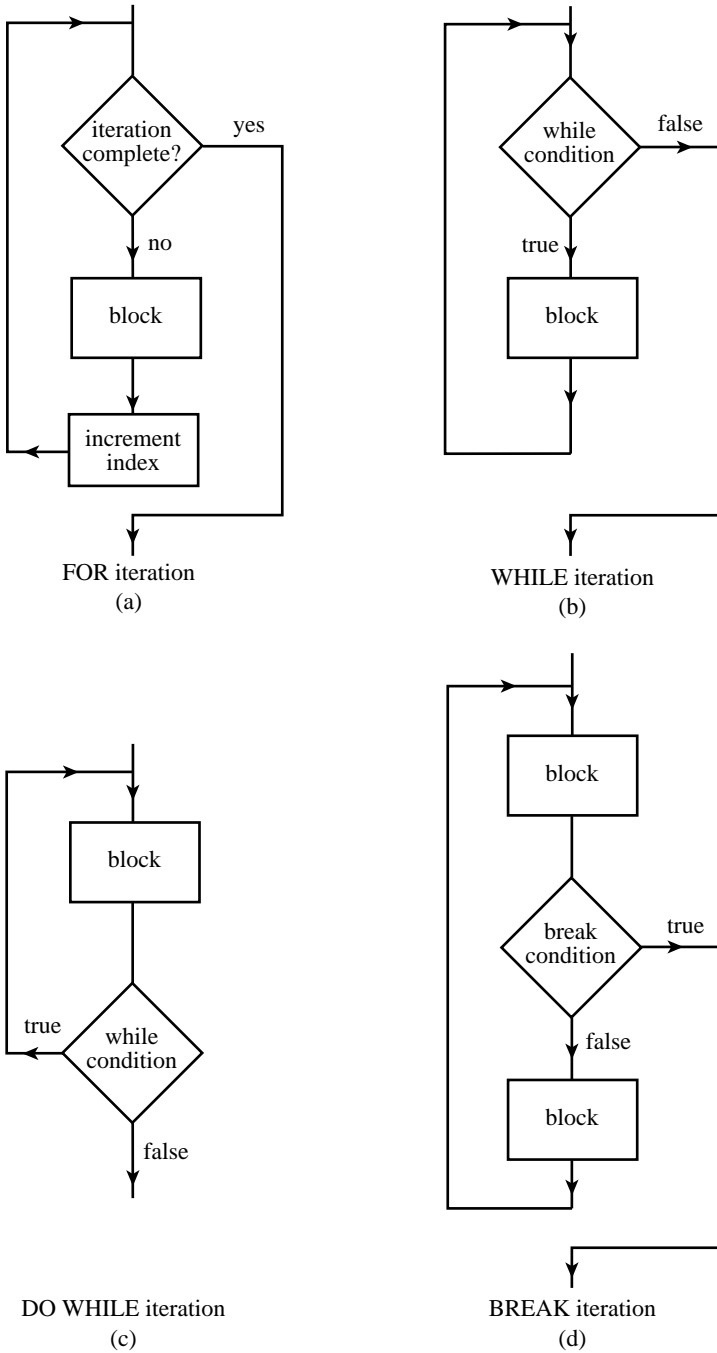 iteration
complete?
yes
no
block
increment
index
FOR iteration
(a)
while
condition
false
true
block
WHILE iteration
(b)
block
true
while
condition
false
DO WHILE iteration
(c)
block
break
condition
true
false
block
BREAK iteration
(d)